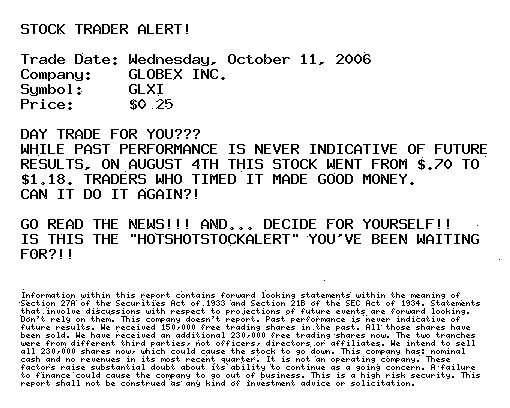 STOCK TRADER ALERT!
Trade Date: Wednesday, October 11, 2006
Company: GLOBEX INC.
Symbol: GLXI
Price: $0.25
DAY TRADE FOR YOU???
WHILE PAST PERFORMANCE IS NEVER INDICATIVE OF FUTURE
RESULTS, ON AUGUST 4TH THIS STOCK WENT FROM $.70 TO
$1.18. TRADERS WHO TIMED IT MADE GOOD MONEY.
CAN IT DO IT AGAIN?!
GO READ THE NEWS!!! AND... DECIDE FOR YOURSELF!!
IS THIS THE "HOTSHOTSTOCKALERT" YOU'VE BEEN WAITING
FOR?!!
Information within this report contains forward looking statements within the meaning of
Section 27A of the Securities Act of 1933 and Section 21B of the SEC Act of 1934. Statements
that involve discussions with respect to projections of future events are forward looking.
Don't rely on them. This company doesn't report. Past performance is never indicative of
future results. We received 150,000 free trading shares in the past. All those shares have
been sold. We have received an additional 230,000 free trading shares now. The two tranches
were from different third parties, not officers, directors or affiliates. We intend to sell
all 230,000 shares now, which could cause the stock to go down. This company has: nominal
cash and no revenues in its most recent quarter. It is not an operating company. These
factors raise substantial doubt about its ability to continue as a going concern. A failure
to finance could cause the company to go out of business. This is a high risk security. This
report shall not be construed as any kind of investment advice or solicitation.